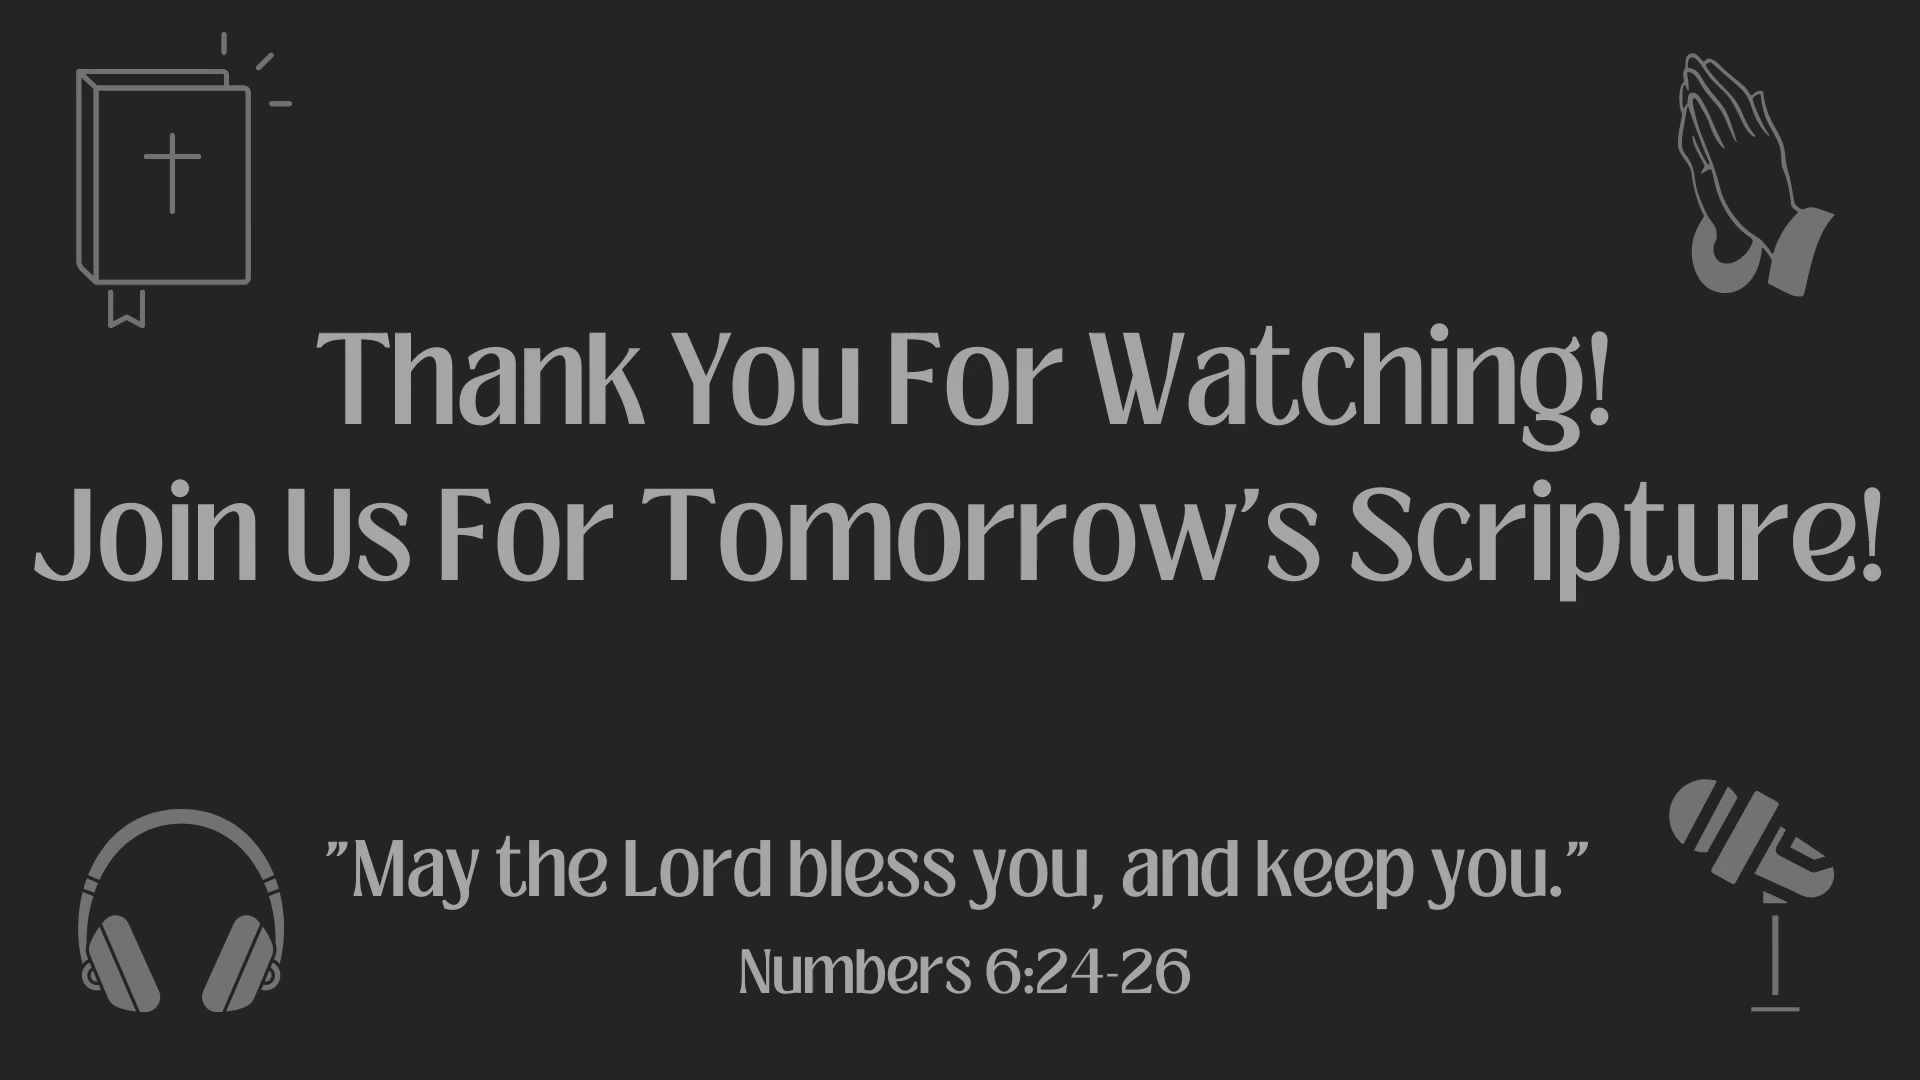 Thank You For Watching!
Join Us For Tomorrow’s Scripture!
”May the Lord bless you, and keep you.”
Numbers 6:24-26